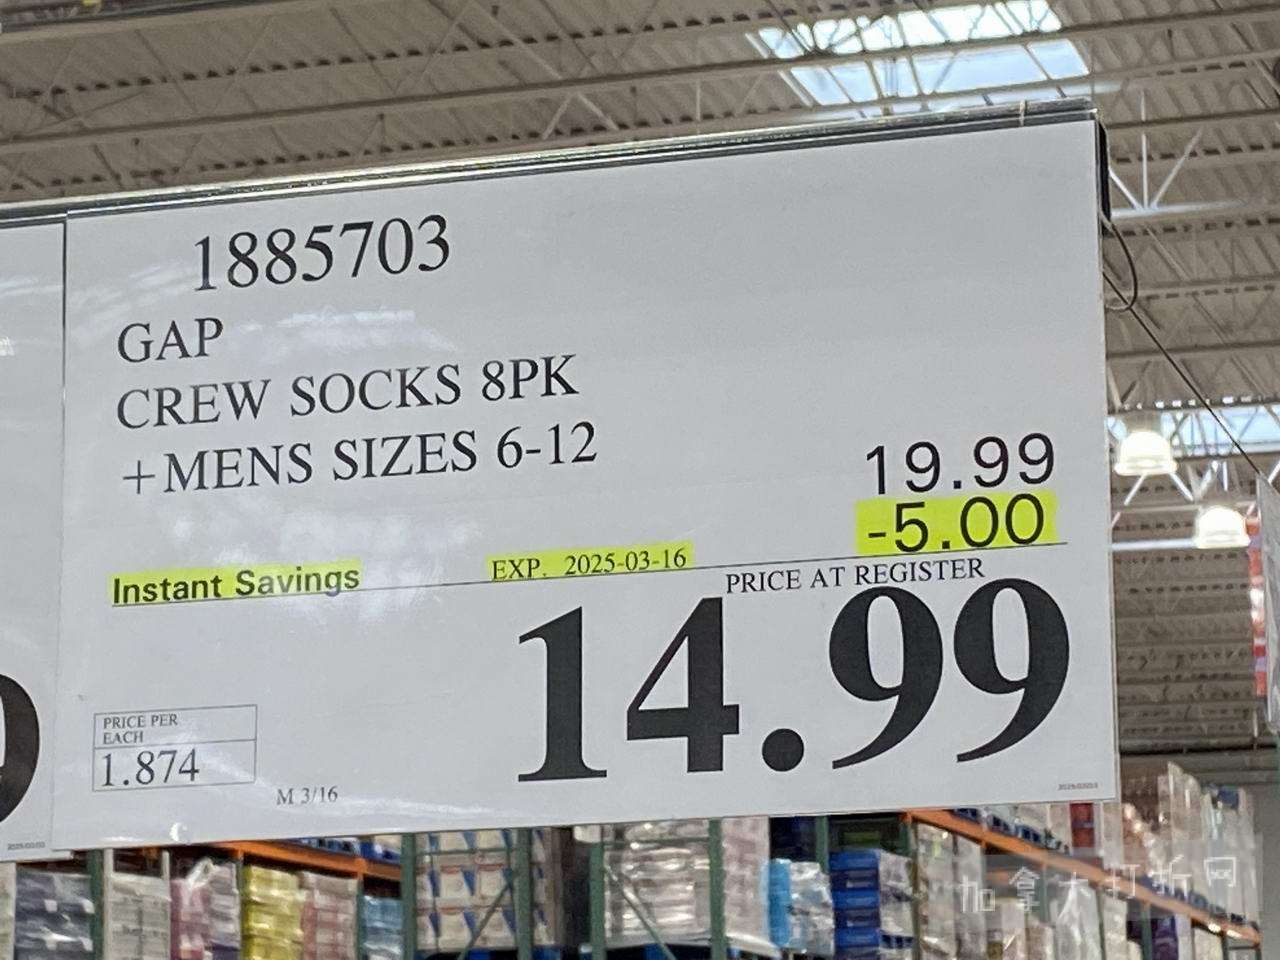 1885703
GAP
CREW SOCKS 8PK
+MENS SIZES 6-12
19.99
-5.00
Instant Savings EXP. 2025-03-16
PRICE AT REGISTER
14.99
PRICE PER
EACH
1.874
M 3/16
加拿大打折网